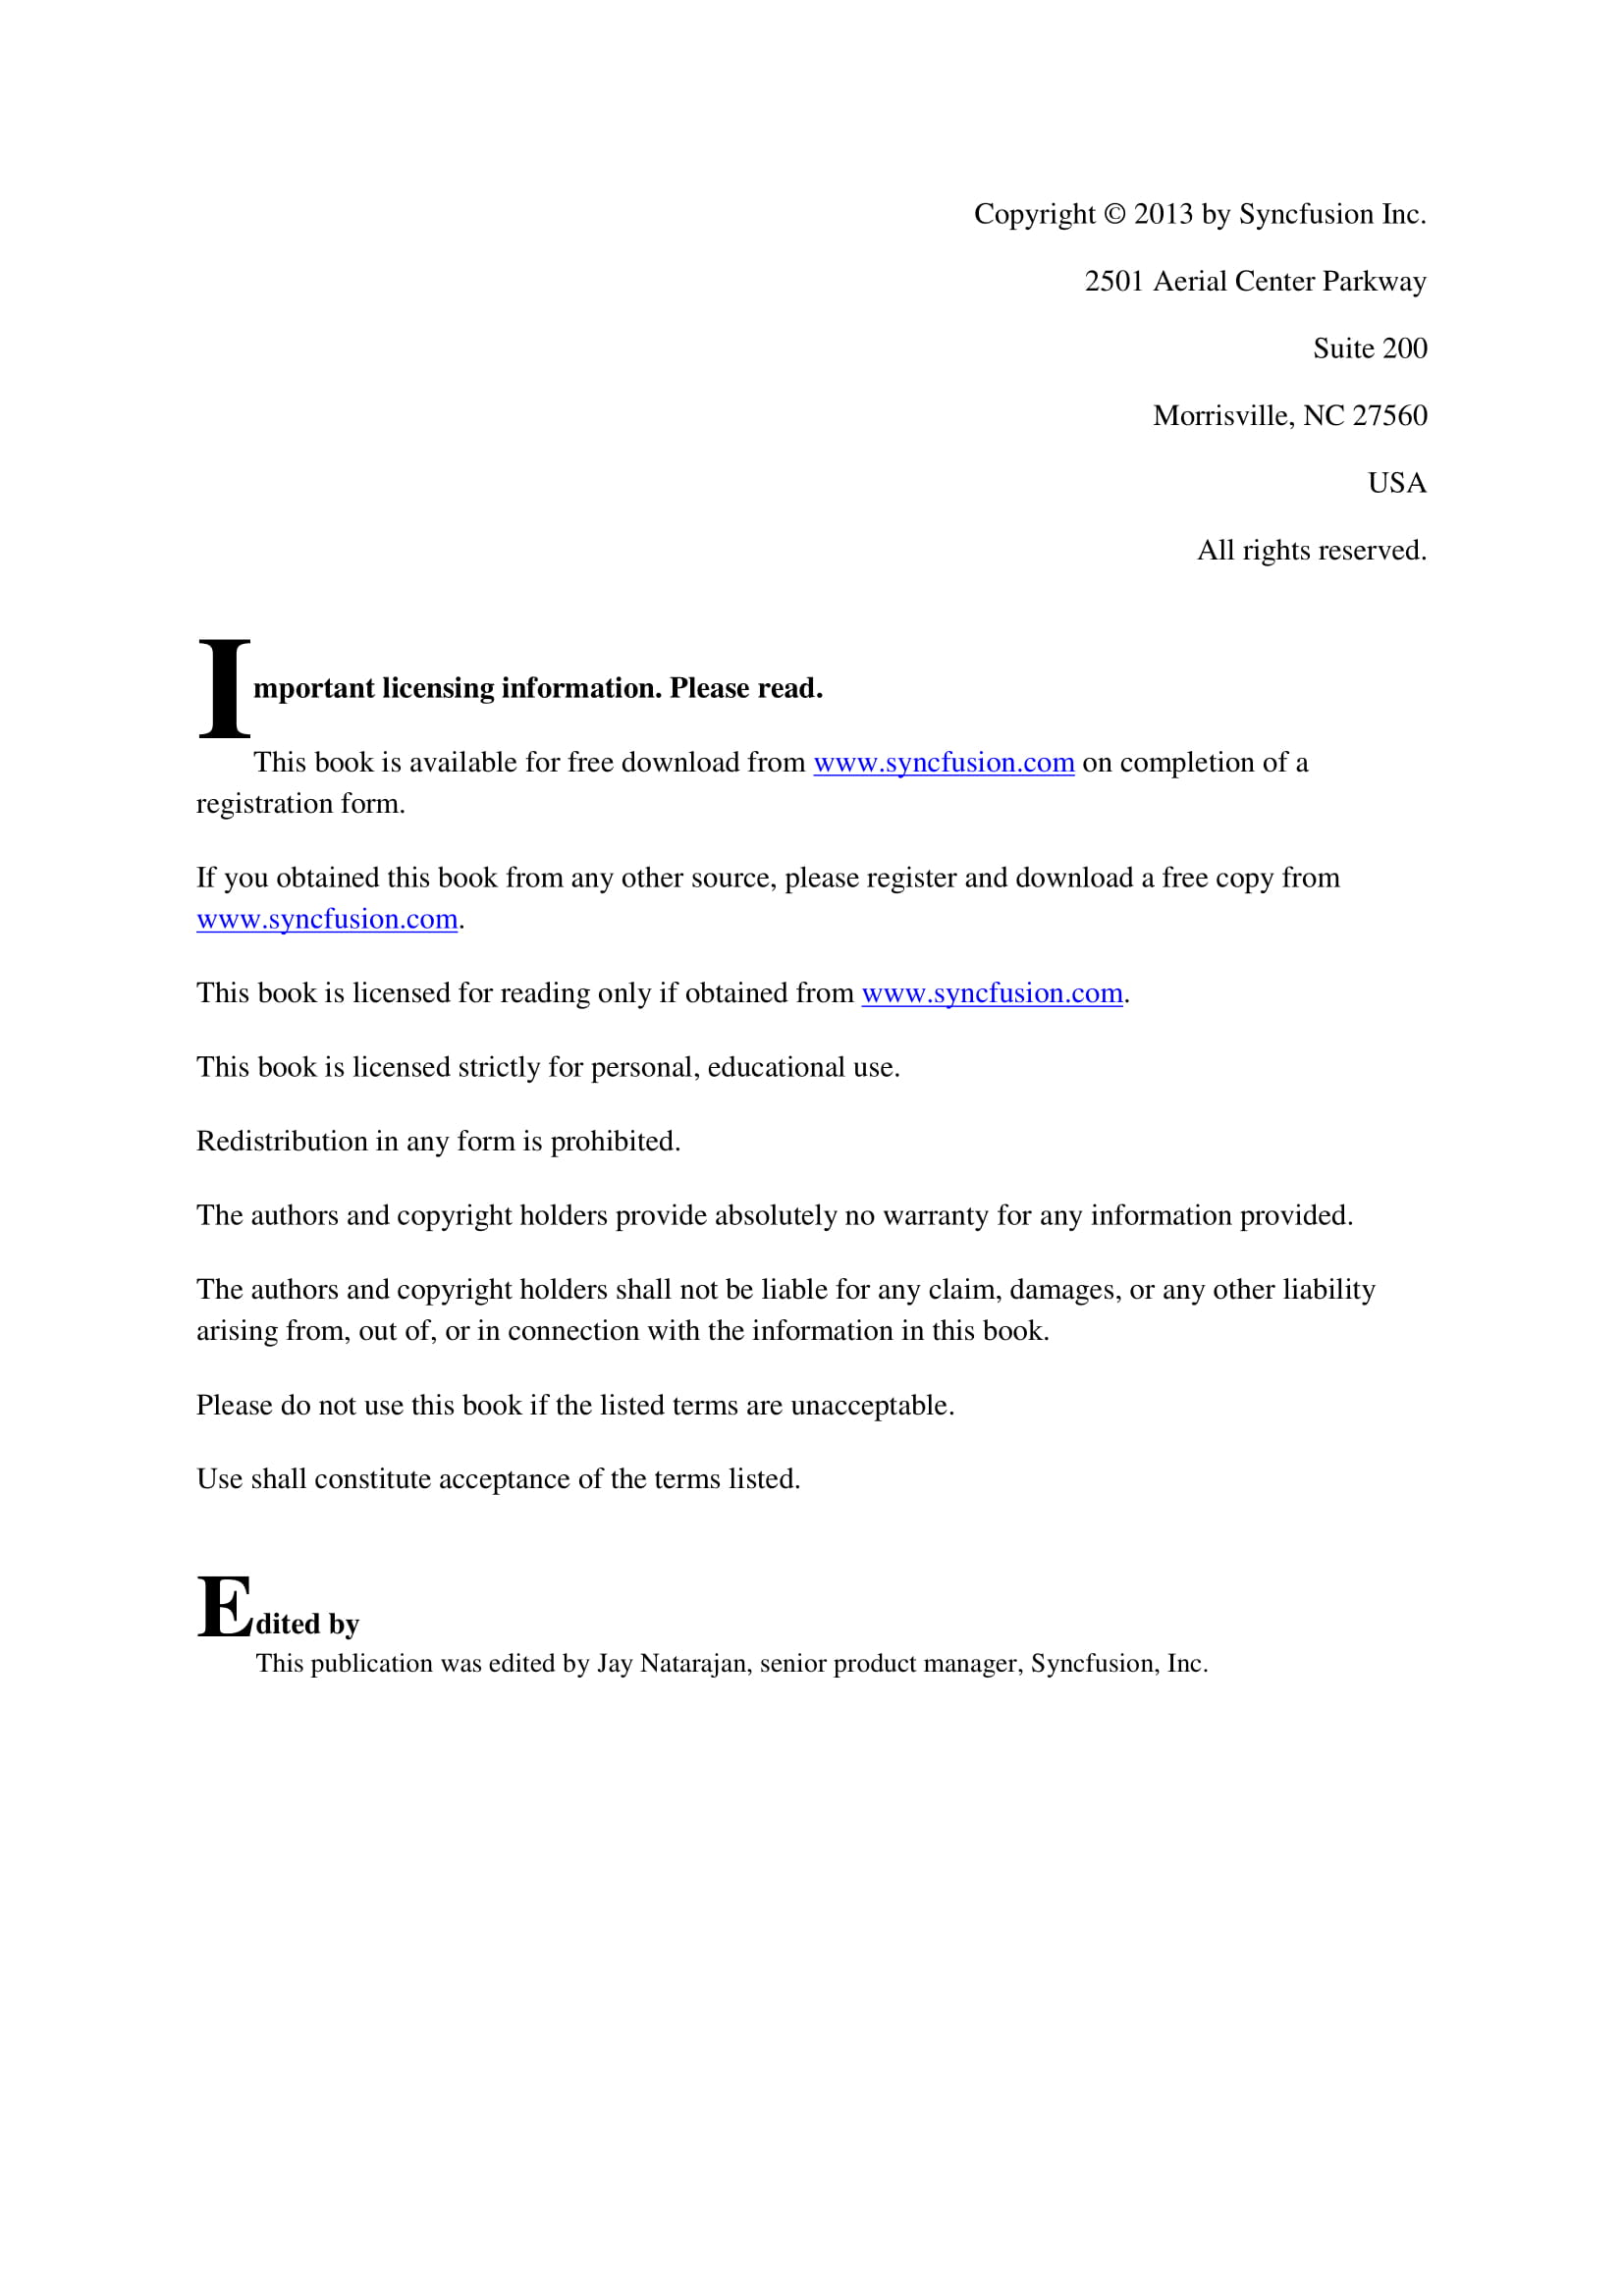 Copyright © 2013 by Syncfusion Inc.
2501 Aerial Center Parkway
Suite 200
Morrisville, NC 27560
USA
All rights reserved.
Important licensing information. Please read.
This book is available for free download from www.syncfusion.com on completion of a
registration form.
If you obtained this book from any other source, please register and download a free copy from
www.syncfusion.com.
This book is licensed for reading only if obtained from www.syncfusion.com.
This book is licensed strictly for personal, educational use.
Redistribution in any form is prohibited.
The authors and copyright holders provide absolutely no warranty for any information provided.
The authors and copyright holders shall not be liable for any claim, damages, or any other liability
arising from, out of, or in connection with the information in this book.
Please do not use this book if the listed terms are unacceptable.
Use shall constitute acceptance of the terms listed.
Edited by
This publication was edited by Jay Natarajan, senior product manager, Syncfusion, Inc.